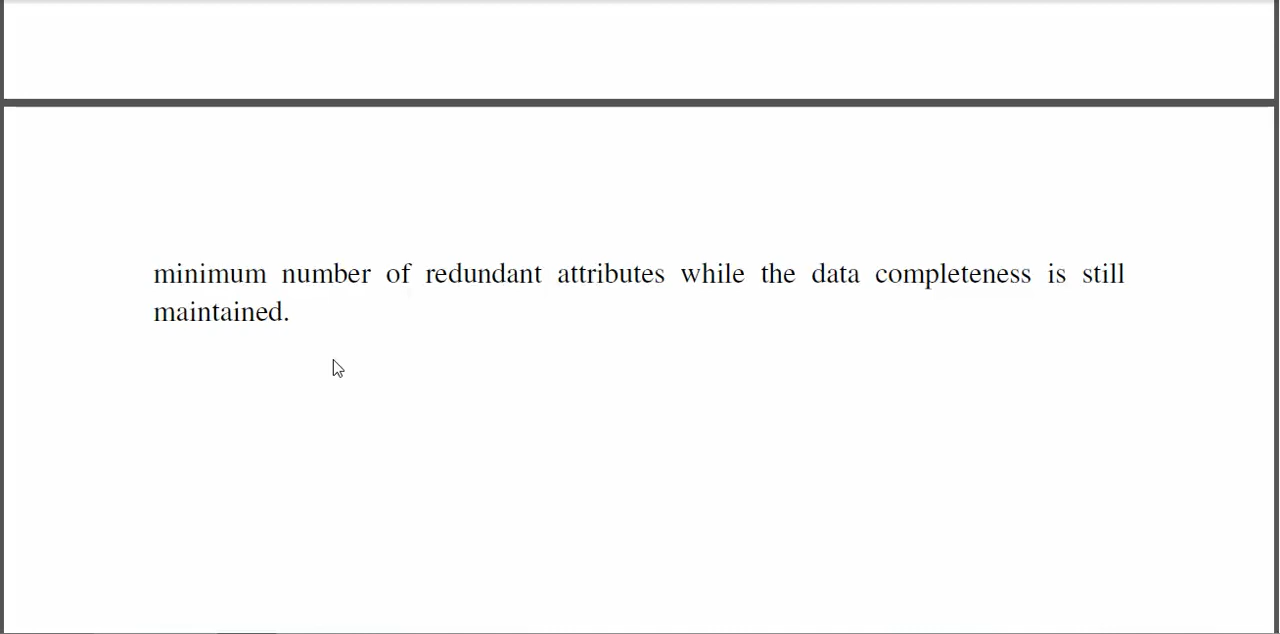 minimum number of redundant attributes while the data completeness is still
maintained.